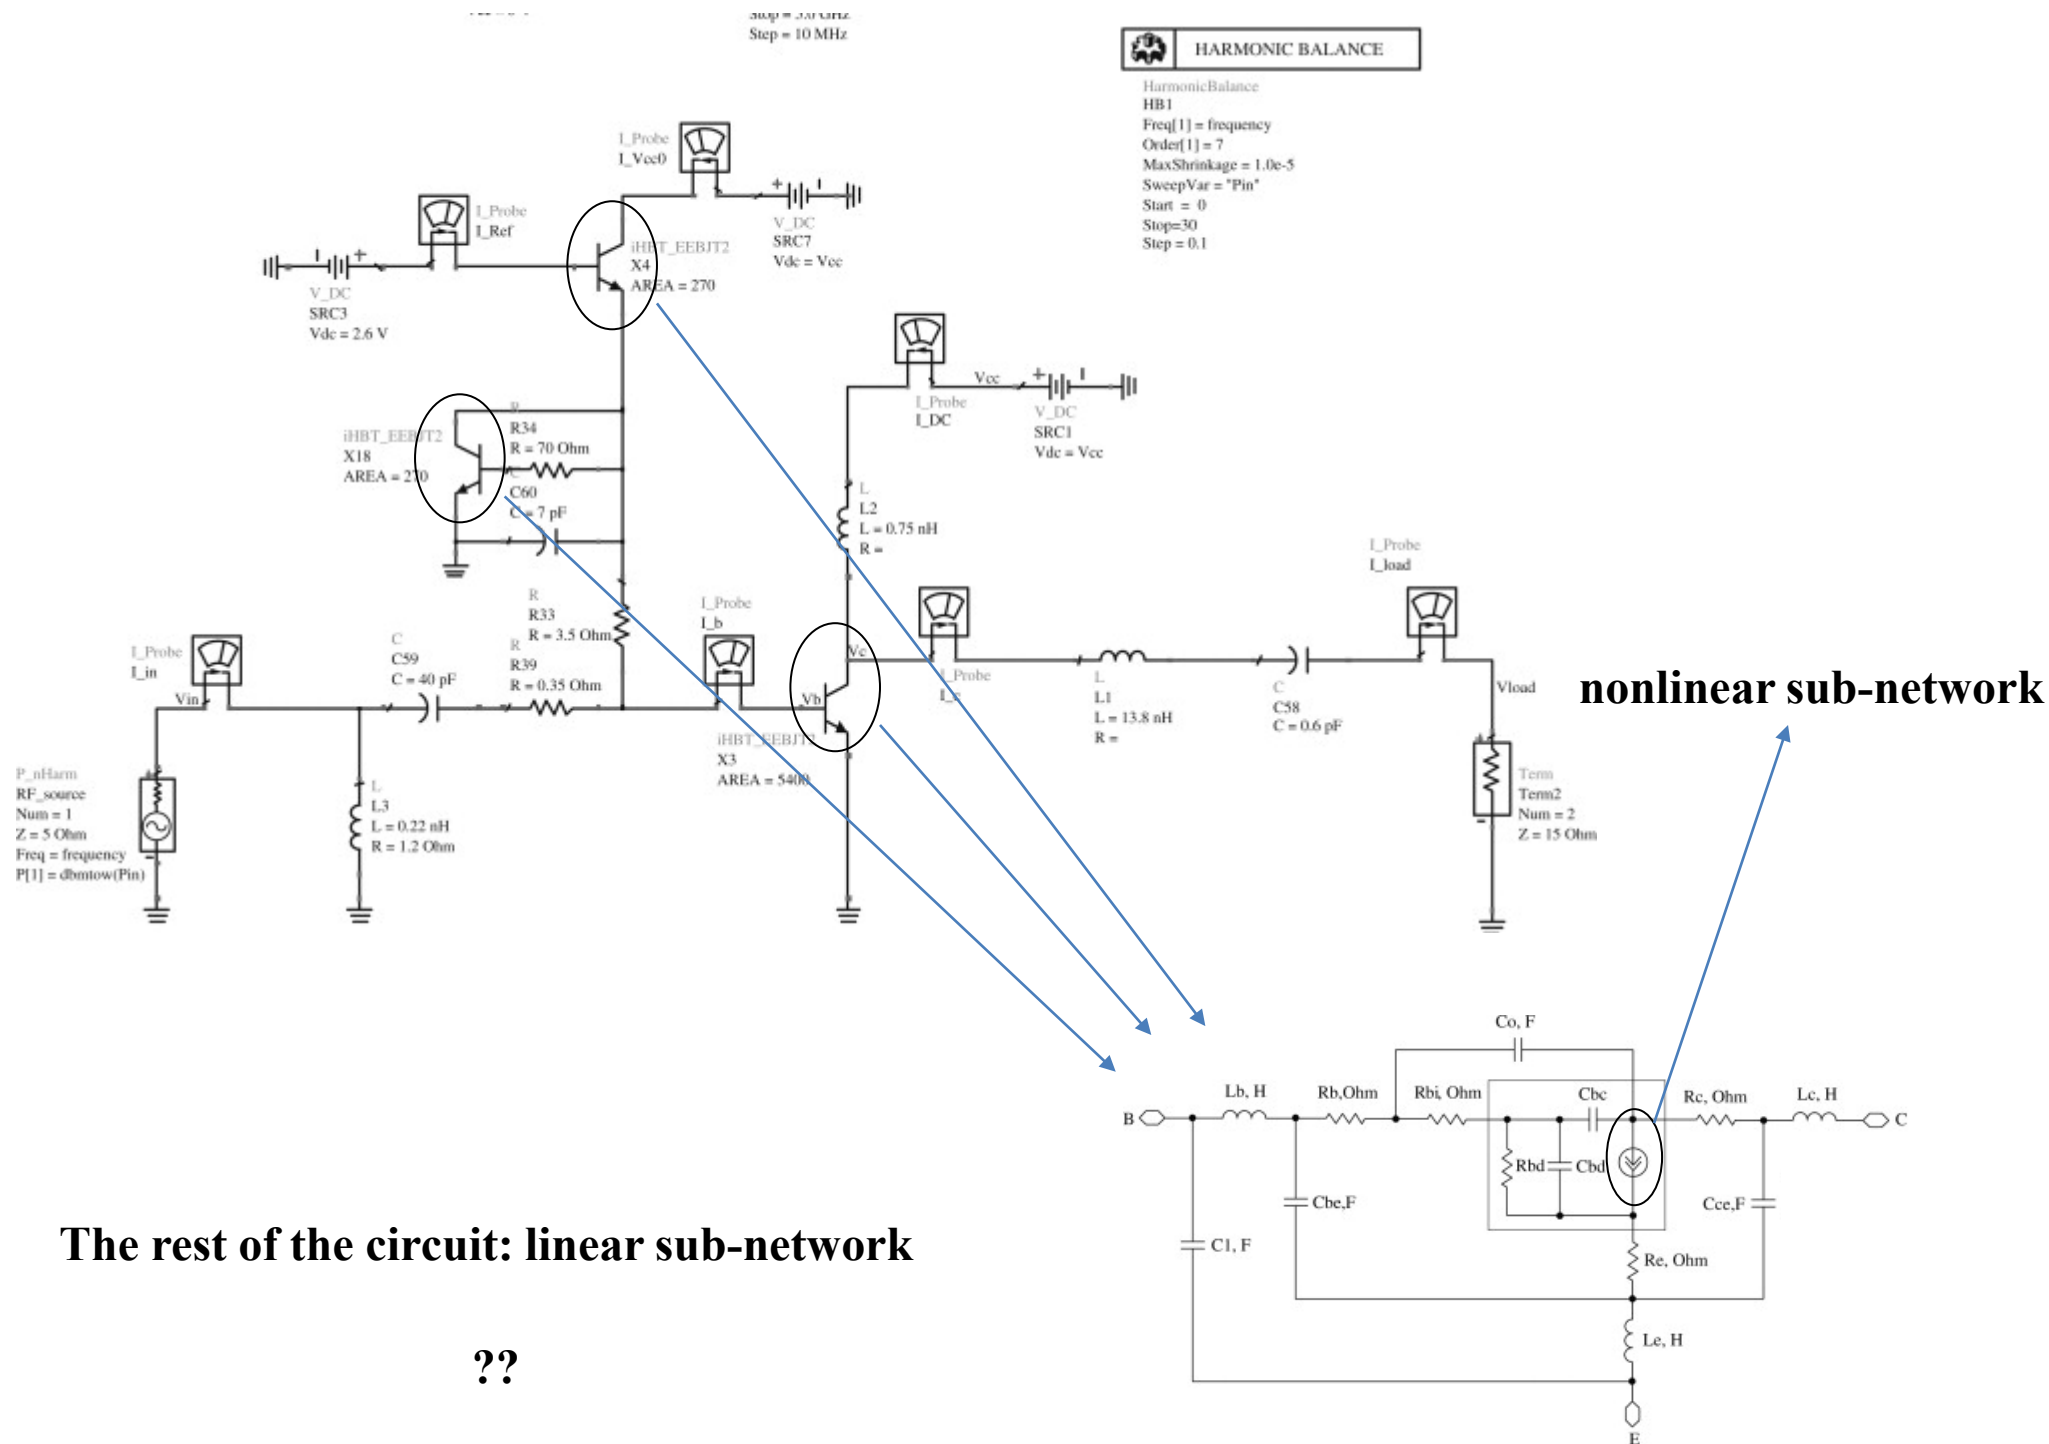 Stop = 5.0 GHz
Step = 10 MHz
HARMONIC BALANCE
HarmonicBalance
HB1
Freq[1] = frequency
Order[1] = 7
MaxShrinkage = 1.0e-5
SweepVar = "Pin"
Start = 0
Stop=30
Step = 0.1
I_Probe
I_Vcc0
I_Probe
I_Ref
V_DC
SRC7
Vdc = Vcc
iHBT_EEBJT2
X4
AREA = 270
V_DC
SRC3
Vdc = 2.6 V
Vcc
I_Probe
I_DC
V_DC
SRC1
Vdc = Vcc
iHBT_EEBJT2
X18
AREA = 270
R
R34
R = 70 Ohm
C
C60
C = 7 pF
L
L2
L = 0.75 nH
R =
I_Probe
I_load
R
R33
R = 3.5 Ohm
I_Probe
I_b
I_Probe
I_in
C
C59
C = 40 pF
R
R39
R = 0.35 Ohm
Vin
Vb
Vc
I_Probe
I_c
L
L1
L = 13.8 nH
R =
C
C58
C = 0.6 pF
Vload
nonlinear sub-network
iHBT_EEBJT2
X3
AREA = 5400
P_nHarm
RF_source
Num = 1
Z = 5 Ohm
Freq = frequency
P[1] = dbmtow(Pin)
L
L3
L = 0.22 nH
R = 1.2 Ohm
Term
Term2
Num = 2
Z = 15 Ohm
Co, F
Lb, H
Rb,Ohm
Rbi, Ohm
Cbc
Rc, Ohm
Lc, H
B
C
Rbd
Cbd
Cbe,F
Cce,F
C1, F
Re, Ohm
Le, H
E
The rest of the circuit: linear sub-network
??